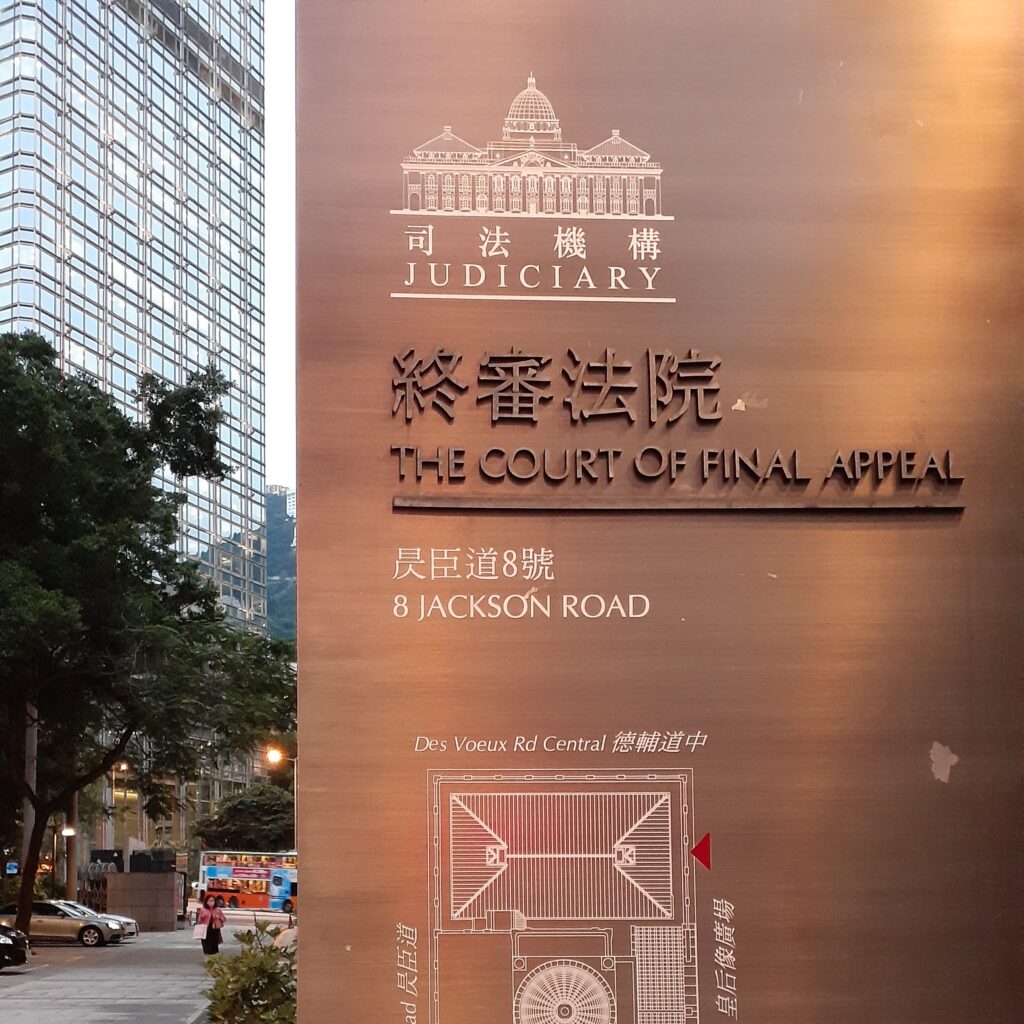 司法機構
JUDICIARY
終審法院
THE COURT OF FINAL APPEAL
昃臣道8號
8 JACKSON ROAD
Des Voeux Rd Central 德輔道中
昃臣道
皇后像廣場